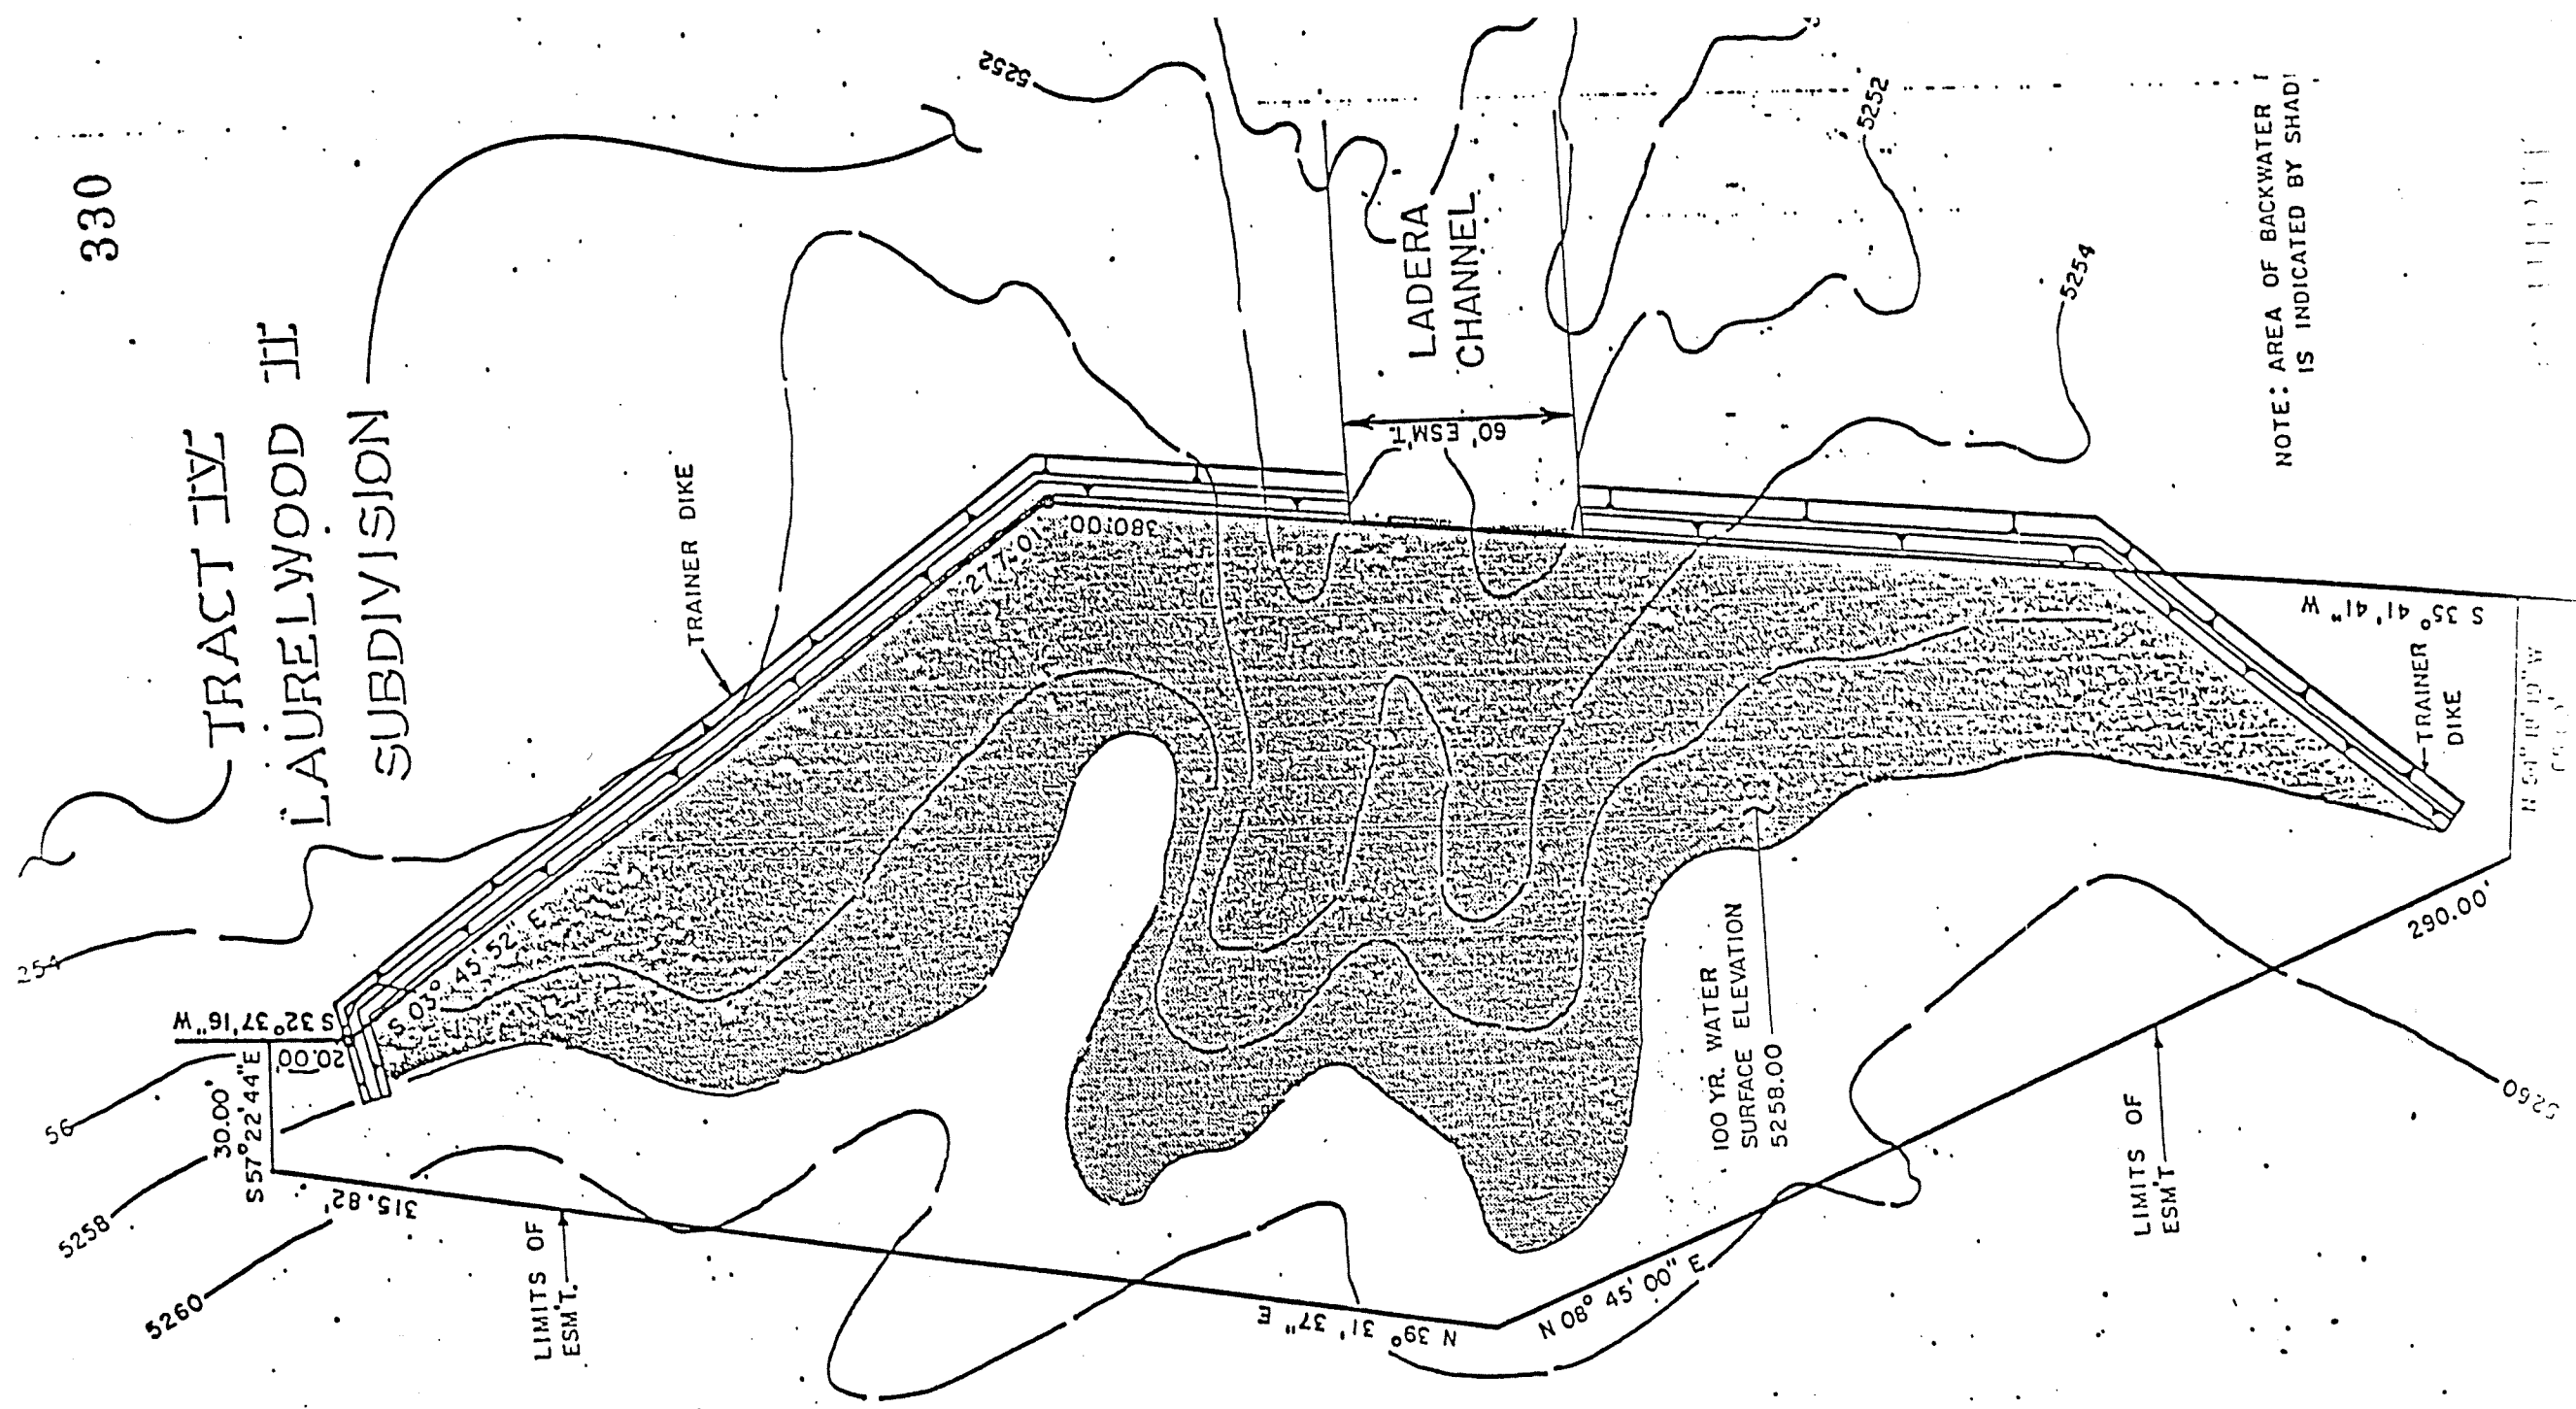 330
TRACT IV
LAURELWOOD II
SUBDIVISION
5252
LADERA
CHANNEL
60' ESM'T.
5252
5254
NOTE: AREA OF BACKWATER
IS INDICATED BY
TRAINER DIKE
277.01'
380.00'
S 35° 41' 41" W
TRAINER
DIKE
254
S 32° 37' 16" W
20.00'
S 03° 45' 52" E
30.00'
S 57° 22' 44" E
56
5258
5260
315.82'
LIMITS OF
ESM'T.
N 39° 31' 37" E
N 08° 45' 00" E
100 YR. WATER
SURFACE ELEVATION
5258.00
290.00'
LIMITS OF
ESM'T
5260